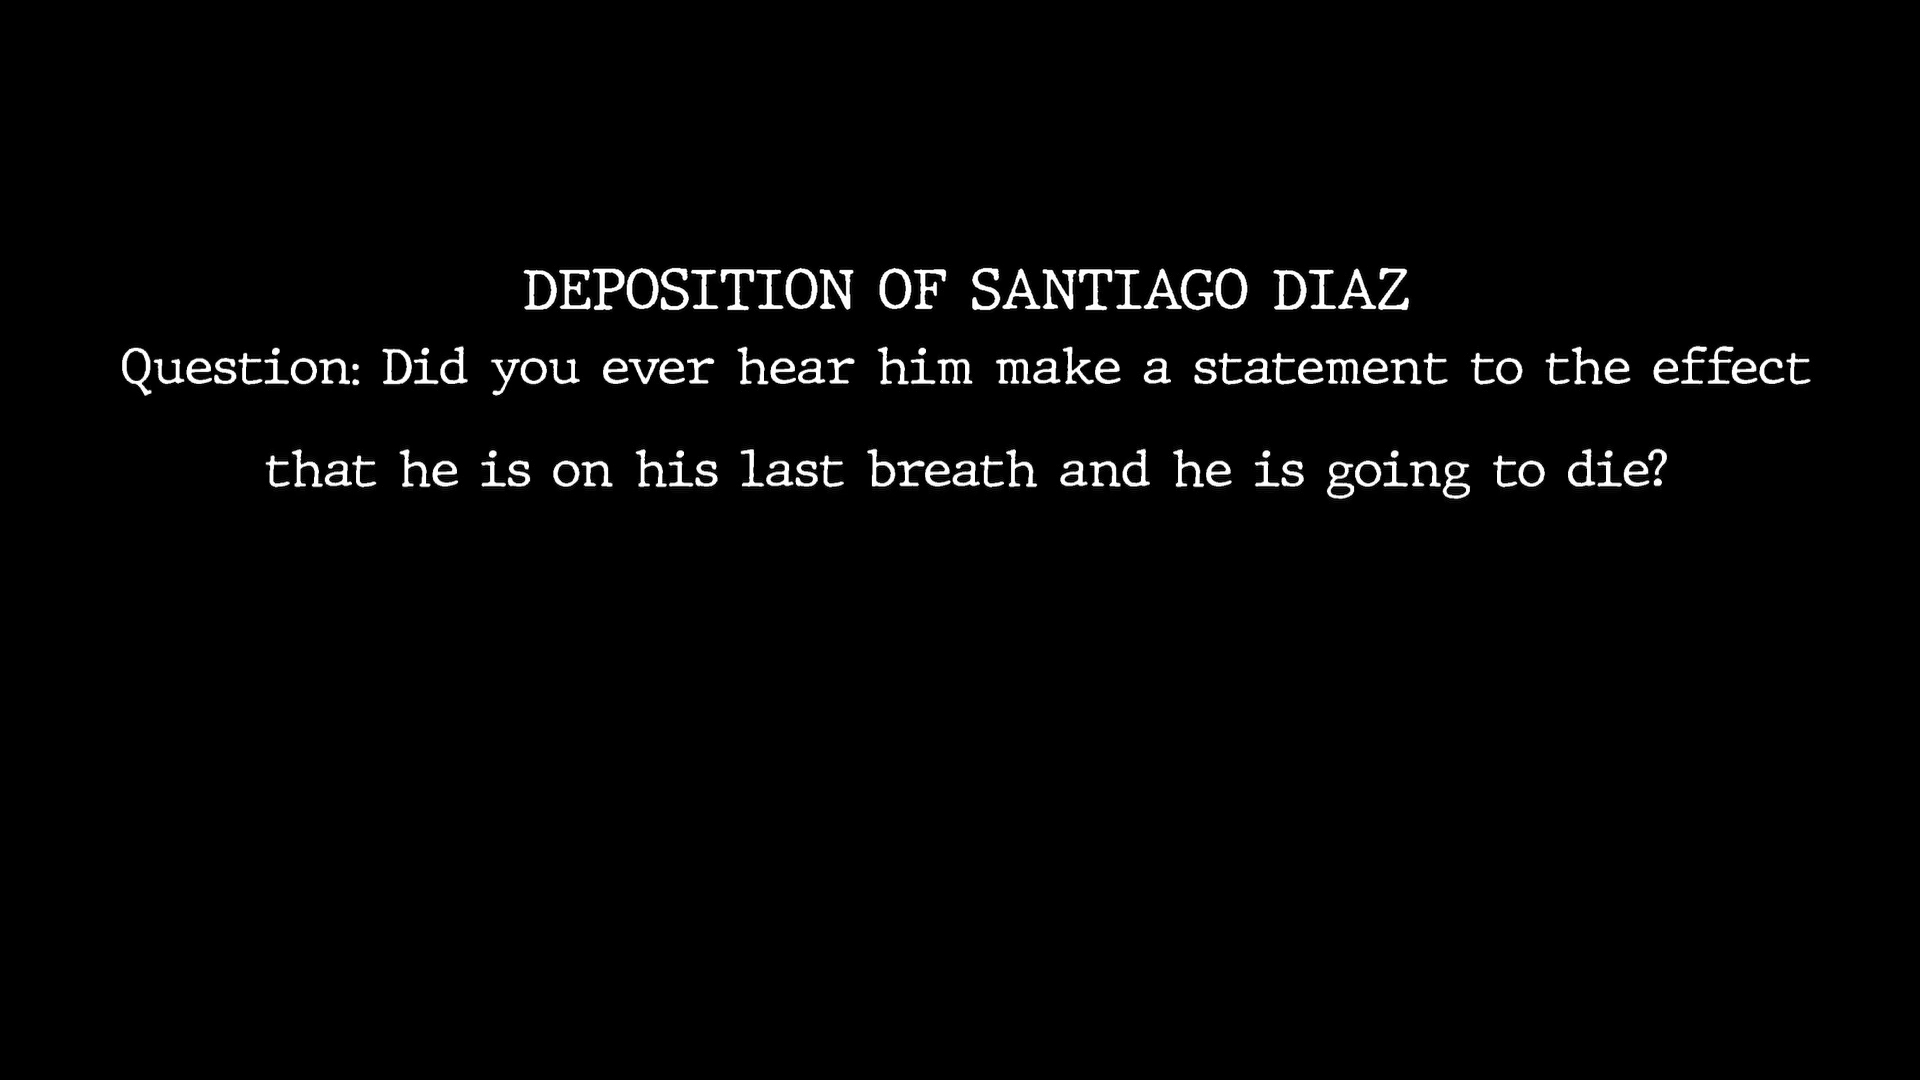 DEPOSITION OF SANTIAGO DIAZ
Question: Did you ever hear him make a statement to the effect
that he is on his last breath and he is going to die?